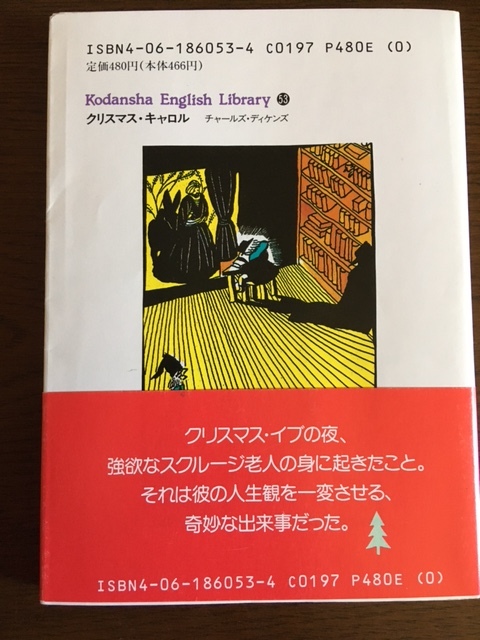 ISBN4-06-186053-4 C0197 P480E (0)
定価480円(本体466円)
Kodansha English Library 53
クリスマス・キャロル チャールズ・ディケンズ
クリスマス・イブの夜、
強欲なスクルージ老人の身に起きたこと。
それは彼の人生観を一変させる、
奇妙な出来事だった。
ISBN4-06-186053-4 C0197 P480E (0)